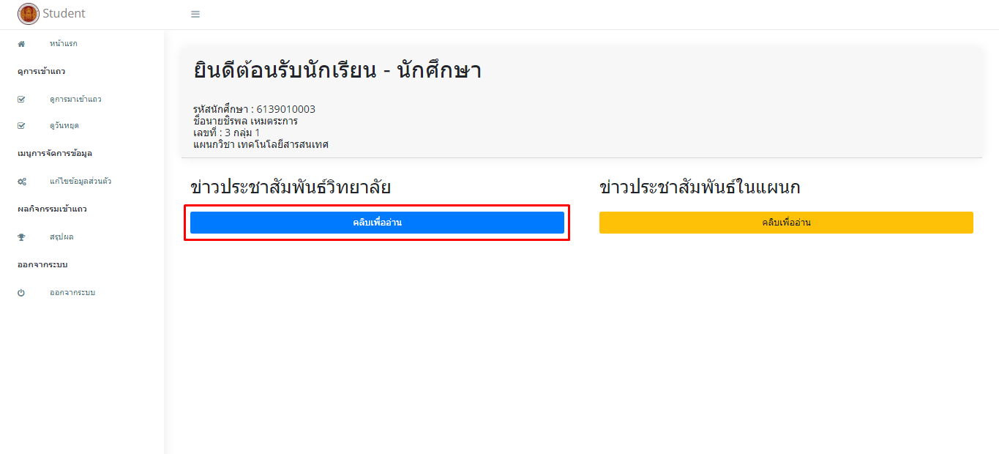 Student
หน้าแรก
ดูการเข้าแถว
ดูการมาเข้าแถว
ดูวันหยุด
เมนูการจัดการข้อมูล
แก้ไขข้อมูลส่วนตัว
ผลกิจกรรมเข้าแถว
สรุปผล
ออกจากระบบ
ออกจากระบบ
ยินดีต้อนรับนักเรียน - นักศึกษา
รหัสนักศึกษา : 6139010003
ชื่อนายชิรพล เหมตระการ
เลขที่ : 3 กลุ่ม 1
แผนกวิชา เทคโนโลยีสารสนเทศ
ข่าวประชาสัมพันธ์วิทยาลัย
คลิบเพื่ออ่าน
ข่าวประชาสัมพันธ์ในแผนก
คลิบเพื่ออ่าน